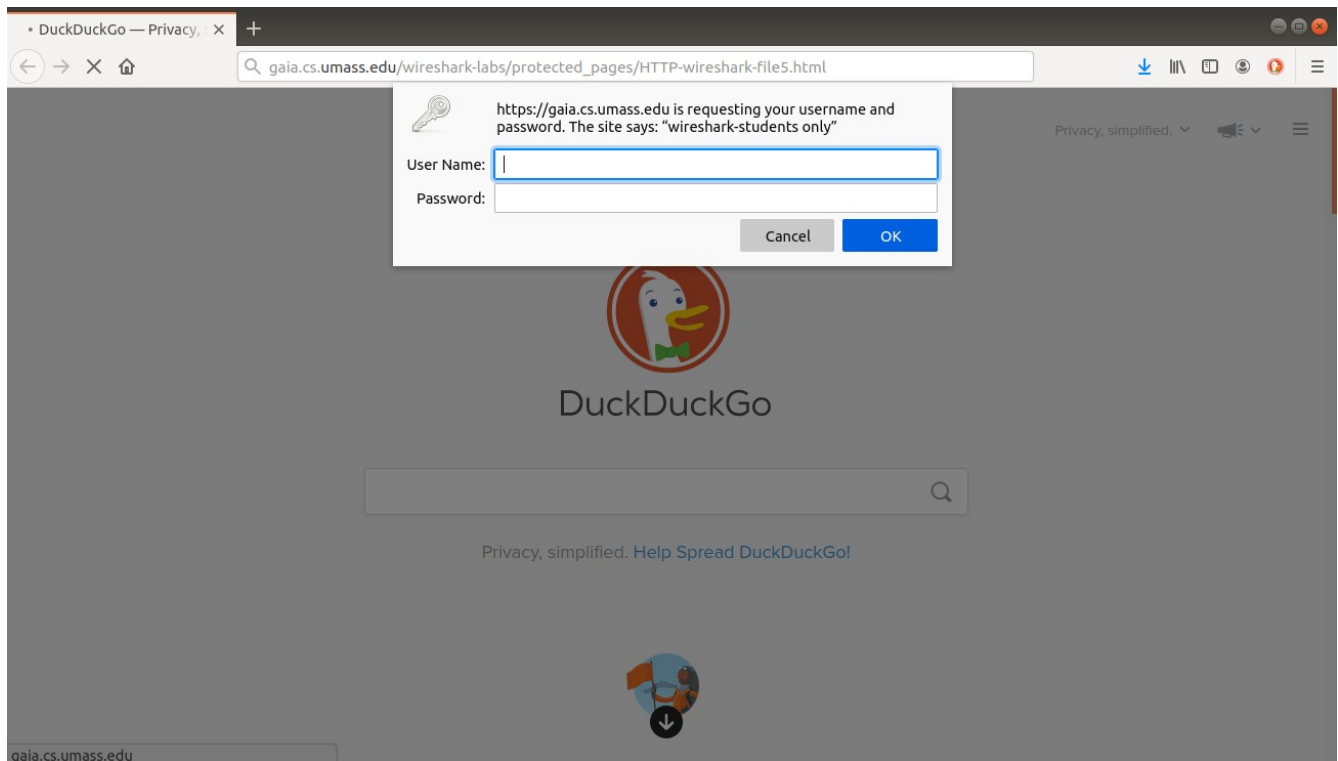 • DuckDuckGo — Privacy, s
gaia.cs.umass.edu/wireshark-labs/protected_pages/HTTP-wireshark-file5.html
https://gaia.cs.umass.edu is requesting your username and
password. The site says: “wireshark-students only”
Privacy, simplified.
User Name:
Password:
Cancel OK
DuckDuckGo
Privacy, simplified. Help Spread DuckDuckGo!
gaia.cs.umass.edu